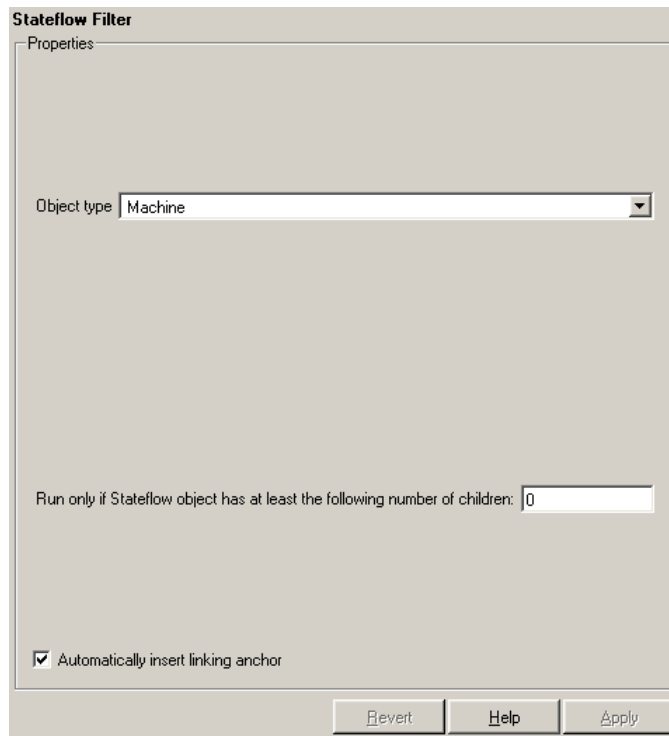 Stateflow Filter
Properties
Object type Machine
Run only if Stateflow object has at least the following number of children: 0
Automatically insert linking anchor
Revert Help Apply